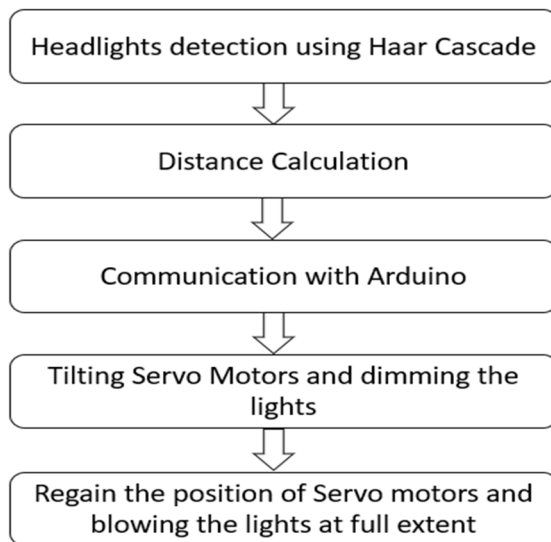 Headlights detection using Haar Cascade
Distance Calculation
Communication with Arduino
Tilting Servo Motors and dimming the
lights
Regain the position of Servo motors and
blowing the lights at full extent